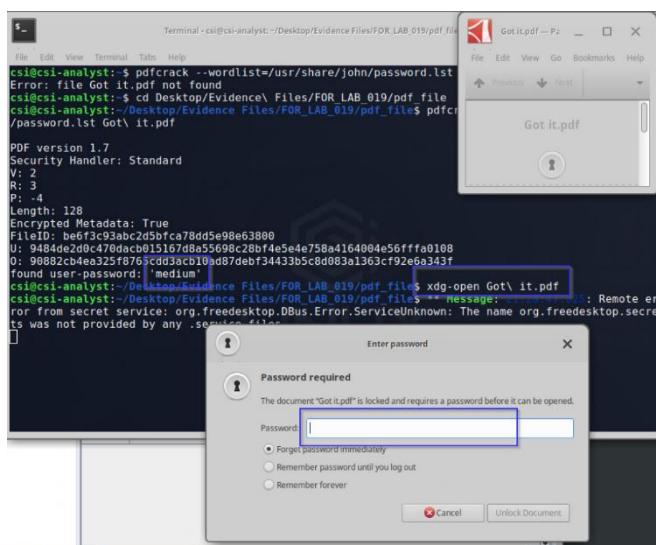 Terminal - csi@csi-analyst: ~/Desktop/Evidence Files/FOR_LAB_019/pdf_file
File Edit View Terminal Tabs Help
csi@csi-analyst:~$ pdfcrack --wordlist=/usr/share/john/password.lst
Error: file Got it.pdf not found
csi@csi-analyst:~$ cd Desktop/Evidence\ Files/FOR_LAB_019/pdf_file
csi@csi-analyst:~/Desktop/Evidence Files/FOR_LAB_019/pdf_file$ pdfcr
/password.lst Got\ it.pdf
PDF version 1.7
Security Handler: Standard
V: 2
R: 3
P: -4
Length: 128
Encrypted Metadata: True
FileID: be6f3c93abc2d5bfca78dd5e98e63800
U: 9484de2d0c470dacb015167d8a55698c28bf4e5e4e758a4164004e56fffa0108
O: 90882cb4ea325f8765cdd3acb10ad87debf34433b5c8d083a1363cf92e6a343f
found user-password: 'medium'
csi@csi-analyst:~/Desktop/Evidence Files/FOR_LAB_019/pdf_file$ xdg-open Got\ it.pdf
csi@csi-analyst:~/Desktop/Evidence Files/FOR_LAB_019/pdf_file$ ** Message: : Remote er
ror from secret service: org.freedesktop.DBus.Error.ServiceUnknown: The name org.freedesktop.secre
ts was not provided by any .service files
Got it.pdf — Pa
File Edit View Go Bookmarks Help
Previous Next
Got it.pdf
Enter password
Password required
The document “Got it.pdf” is locked and requires a password before it can be opened.
Password:
Forget password immediately
Remember password until you log out
Remember forever
Cancel Unlock Document